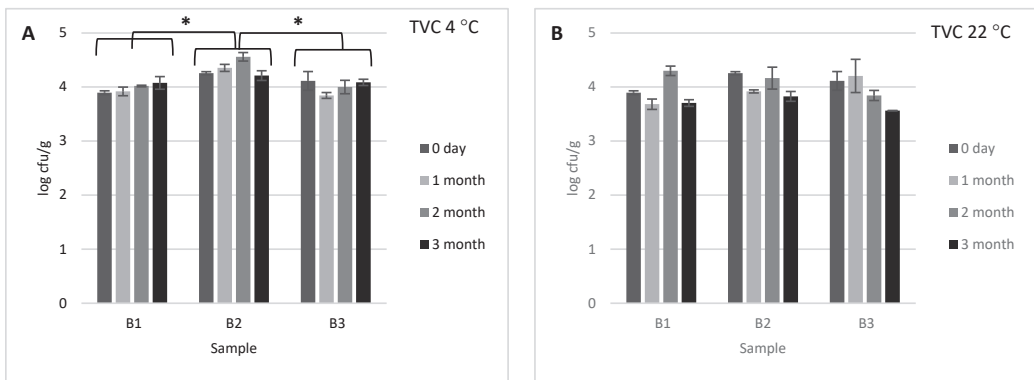 A
TVC 4 °C
*
*
5
4
3
2
1
0
log cfu/g
B1
B2
B3
Sample
0 day
1 month
2 month
3 month
B
TVC 22 °C
5
4
3
2
1
0
log cfu/g
B1
B2
B3
Sample
0 day
1 month
2 month
3 month